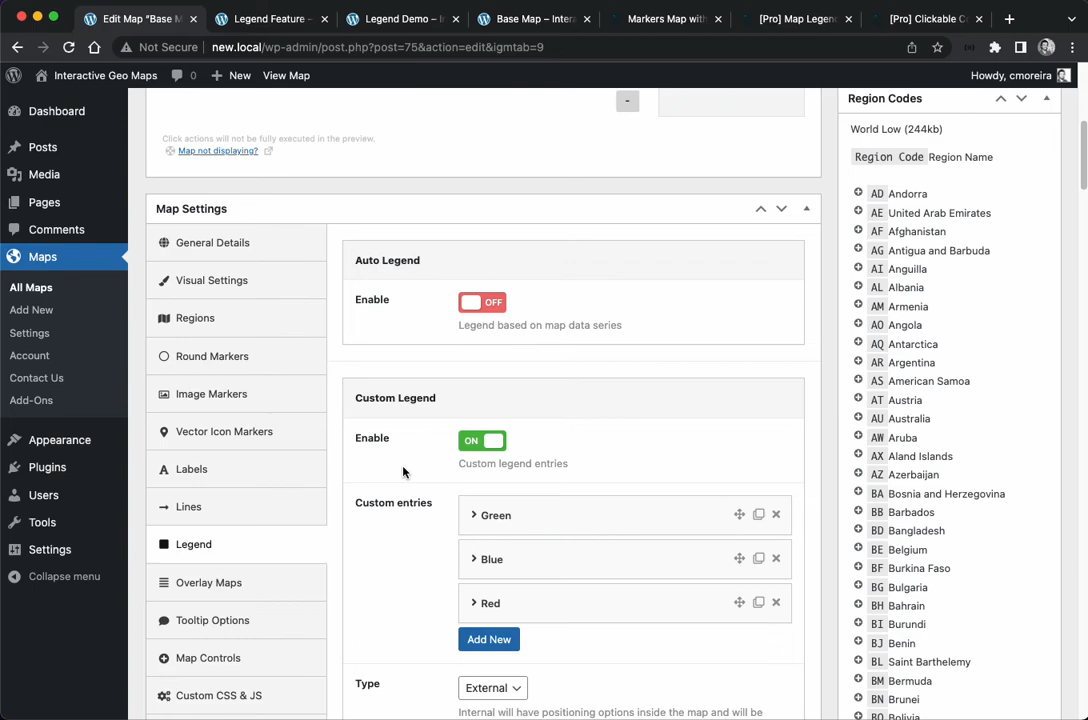 Edit Map "Base M
Legend Feature –
Legend Demo – In
Base Map – Intera
Markers Map with
[Pro] Map Legend
[Pro] Clickable Co
Not Secure
new.local/wp-admin/post.php?post=75&action=edit&igmtab=9
Interactive Geo Maps
0
New
View Map
Howdy, cmoreira
Dashboard
Posts
Media
Pages
Comments
Maps
All Maps
Add New
Settings
Account
Contact Us
Add-Ons
Appearance
Plugins
Users
Tools
Settings
Collapse menu
-
Click actions will not be fully executed in the preview.
Map not displaying?
Map Settings
General Details
Visual Settings
Regions
Round Markers
Image Markers
Vector Icon Markers
Labels
Lines
Legend
Overlay Maps
Tooltip Options
Map Controls
Custom CSS & JS
Auto Legend
Enable
OFF
Legend based on map data series
Custom Legend
Enable
ON
Custom legend entries
Custom entries
Green
Blue
Red
Add New
Type
External
Internal will have positioning options inside the map and will be
Region Codes
World Low (244kb)
Region Code Region Name
AD Andorra
AE United Arab Emirates
AF Afghanistan
AG Antigua and Barbuda
AI Anguilla
AL Albania
AM Armenia
AO Angola
AQ Antarctica
AR Argentina
AS American Samoa
AT Austria
AU Australia
AW Aruba
AX Aland Islands
AZ Azerbaijan
BA Bosnia and Herzegovina
BB Barbados
BD Bangladesh
BE Belgium
BF Burkina Faso
BG Bulgaria
BH Bahrain
BI Burundi
BJ Benin
BL Saint Barthelemy
BM Bermuda
BN Brunei
BO Bolivia